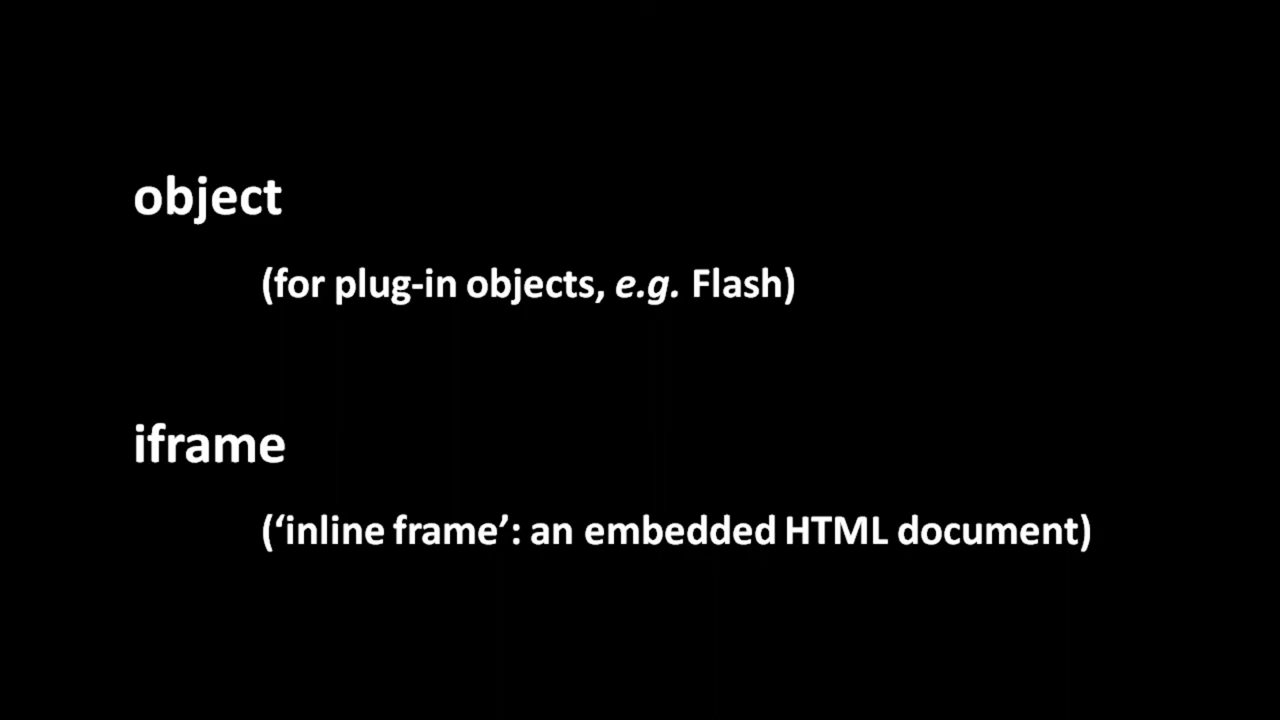 object
(for plug-in objects, e.g. Flash)
iframe
(‘inline frame’: an embedded HTML document)